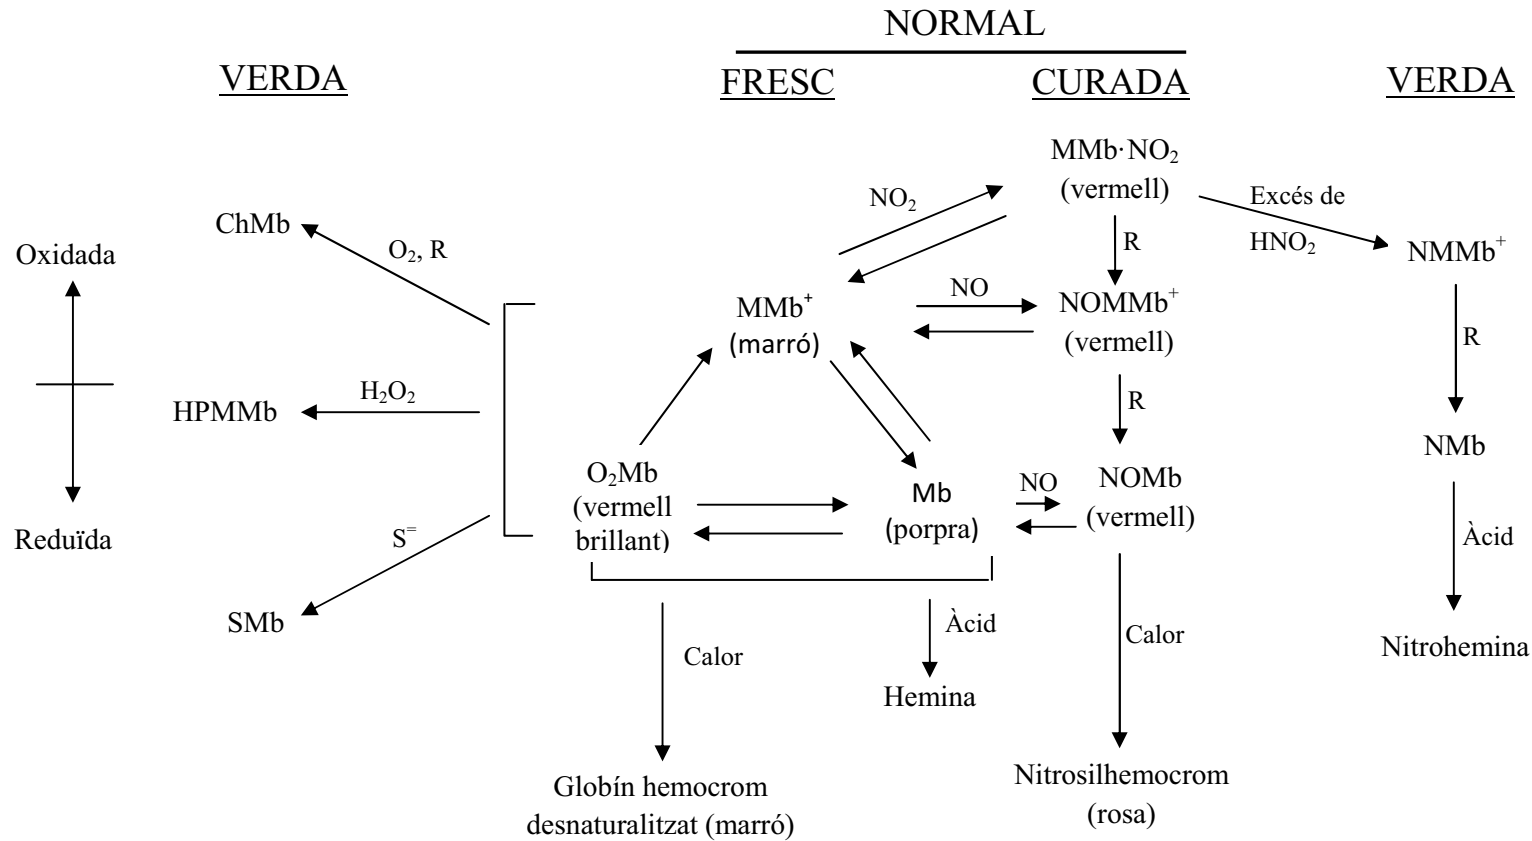 NORMAL
VERDA
FRESC
CURADA
VERDA
MMb·NO₂
(vermell)
NO₂
Excés de
HNO₂
ChMb
O₂, R
R
NMMb⁺
Oxidada
NO
MMb⁺
(marró)
NOMMb⁺
(vermell)
R
H₂O₂
HPMMb
R
NMb
O₂Mb
(vermell
brillant)
Mb
(porpra)
NO
NOMb
(vermell)
Reduïda
S⁼
Àcid
SMb
Calor
Àcid
Calor
Nitrohemina
Hemina
Globín hemocrom
desnaturalitzat (marró)
Nitrosilhemocrom
(rosa)